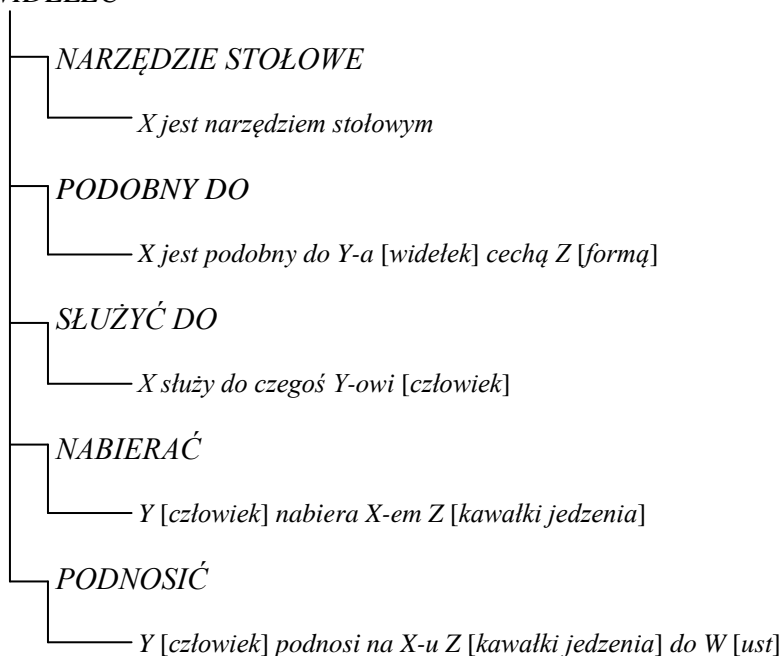 NARZĘDZIE STOŁOWE
X jest narzędziem stołowym
PODOBNY DO
X jest podobny do Y-a [widełek] cechą Z [formą]
SŁUŻYĆ DO
X służy do czegoś Y-owi [człowiek]
NABIERAĆ
Y [człowiek] nabiera X-em Z [kawałki jedzenia]
PODNOSIĆ
Y [człowiek] podnosi na X-u Z [kawałki jedzenia] do W [ust]